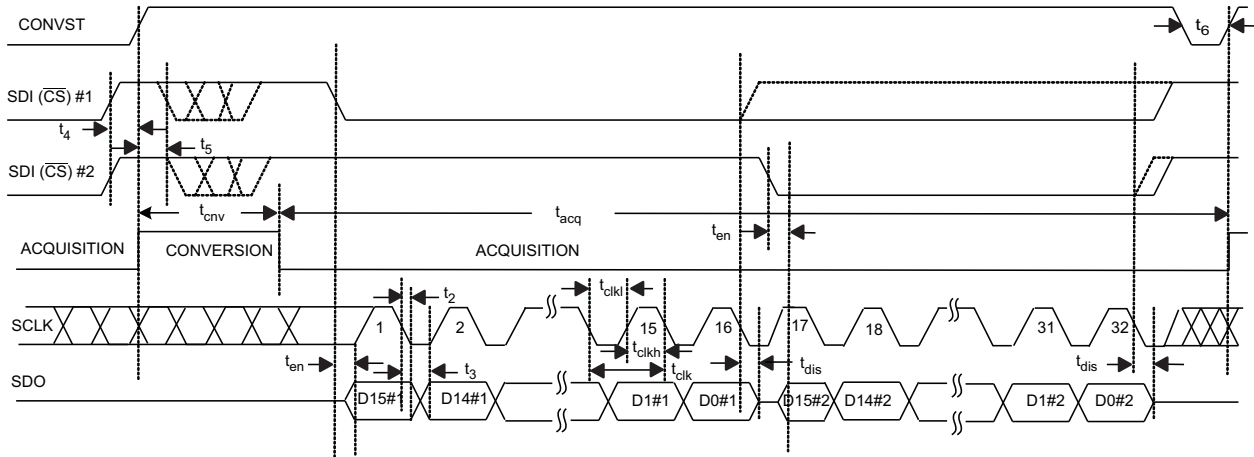 CONVST
t6
SDI (CS) #1
t4
t5
SDI (CS) #2
tcnv
tacq
ten
ACQUISITION
CONVERSION
ACQUISITION
t2
tclkl
SCLK
1
2
15
16
17
18
31
32
tclkh
ten
t3
tclk
tdis
tdis
SDO
D15#1
D14#1
D1#1
D0#1
D15#2
D14#2
D1#2
D0#2